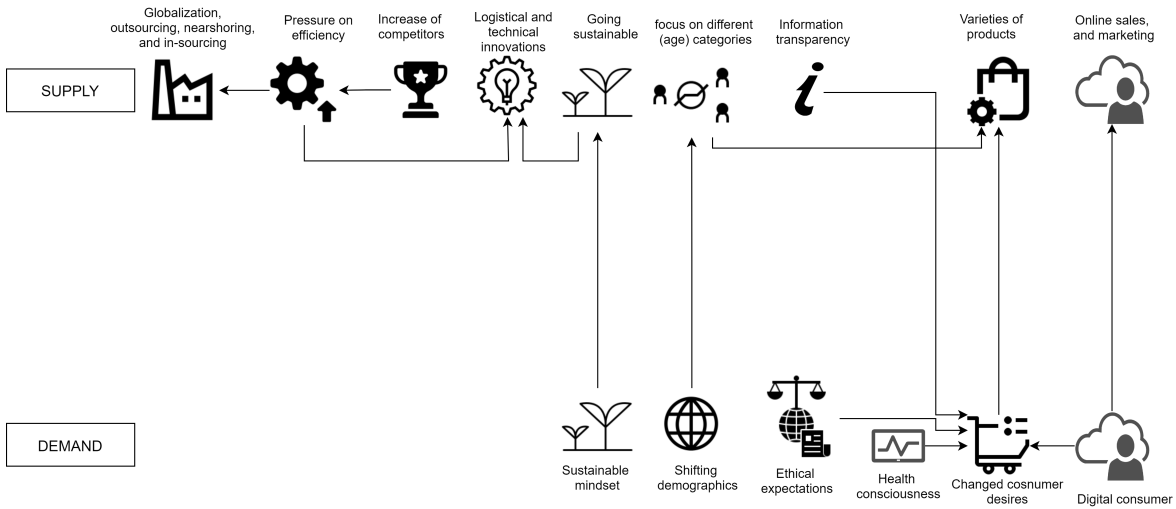 Globalization,
outsourcing, nearshoring,
and in-sourcing
Pressure on
efficiency
Increase of
competitors
Logistical and
technical
innovations
Going
sustainable
focus on different
(age) categories
Information
transparency
Varieties of
products
Online sales,
and marketing
SUPPLY
DEMAND
Sustainable
mindset
Shifting
demographics
Ethical
expectations
Health
consciousness
Changed cosnumer
desires
Digital consumer